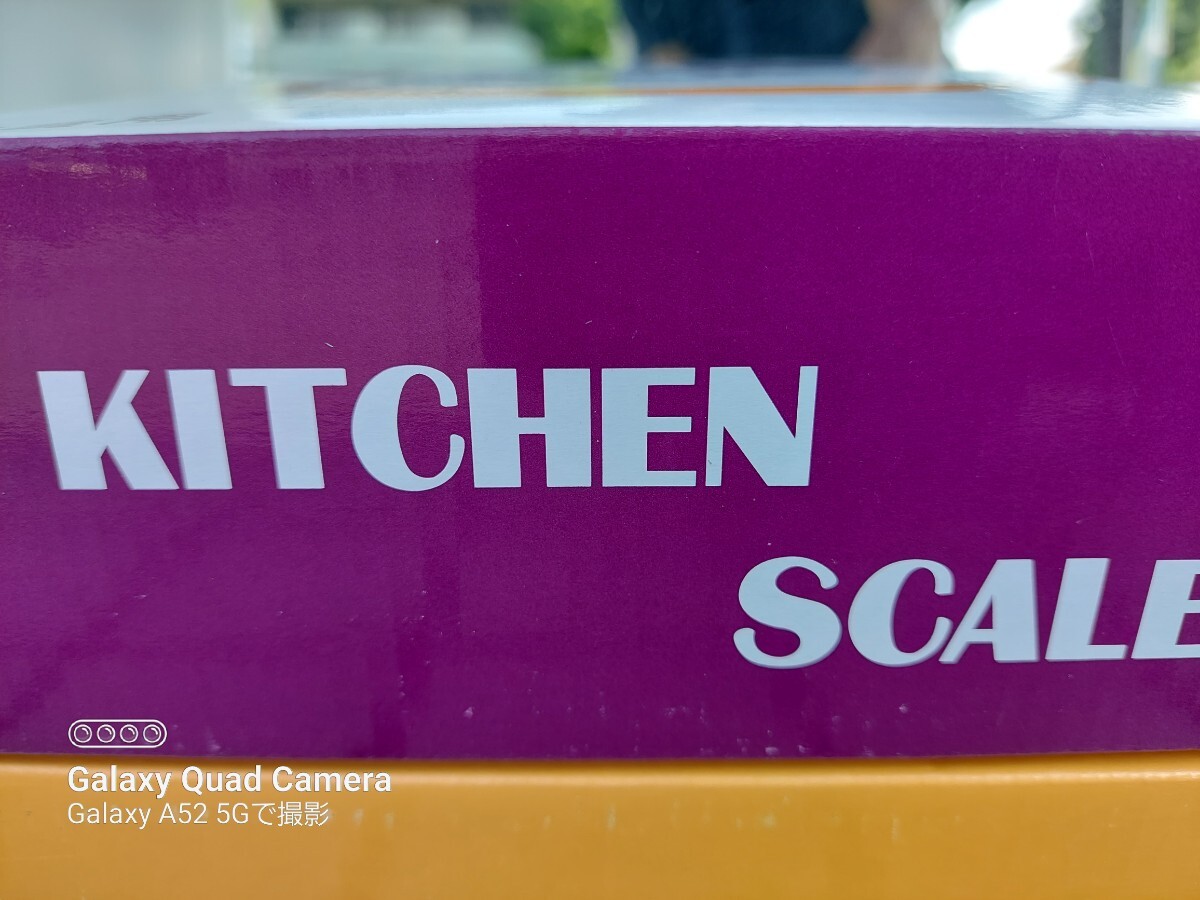 KITCHEN
SCALE
Galaxy Quad Camera
Galaxy A52 5Gで撮影